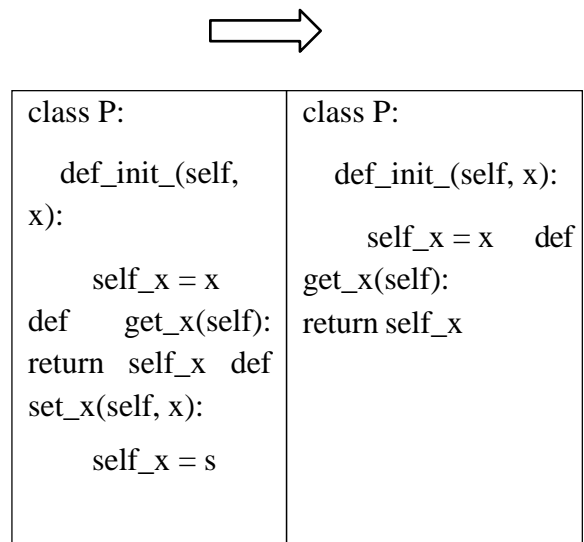 class P:
def_init_(self,
x):
self_x = x
def get_x(self):
return self_x def
set_x(self, x):
self_x = s
class P:
def_init_(self, x):
self_x = x def
get_x(self):
return self_x